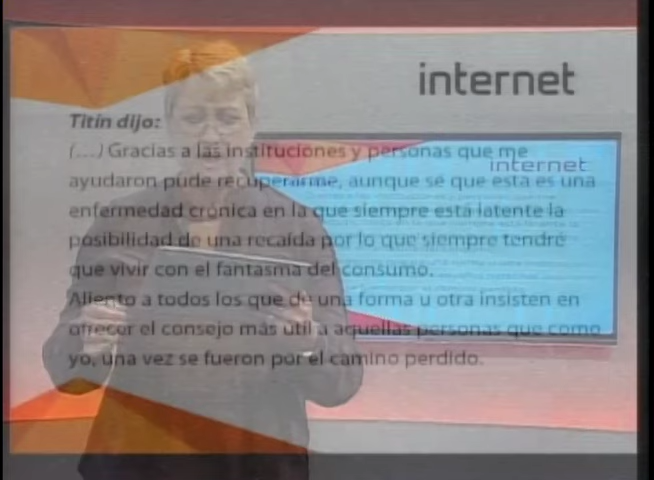 internet
Titín dijo:
(...) Gracias a las instituciones y personas que me
internet
ayudaron pude recuperarme, aunque sé que esta es una
enfermedad crónica en la que siempre está latente la
posibilidad de una recaída por lo que siempre tendré
que vivir con el fantasma del consumo.
Aliento a todos los que de una forma u otra insisten en
ofrecer el consejo más útil a aquellas personas que como
yo, una vez se fueron por el camino perdido.